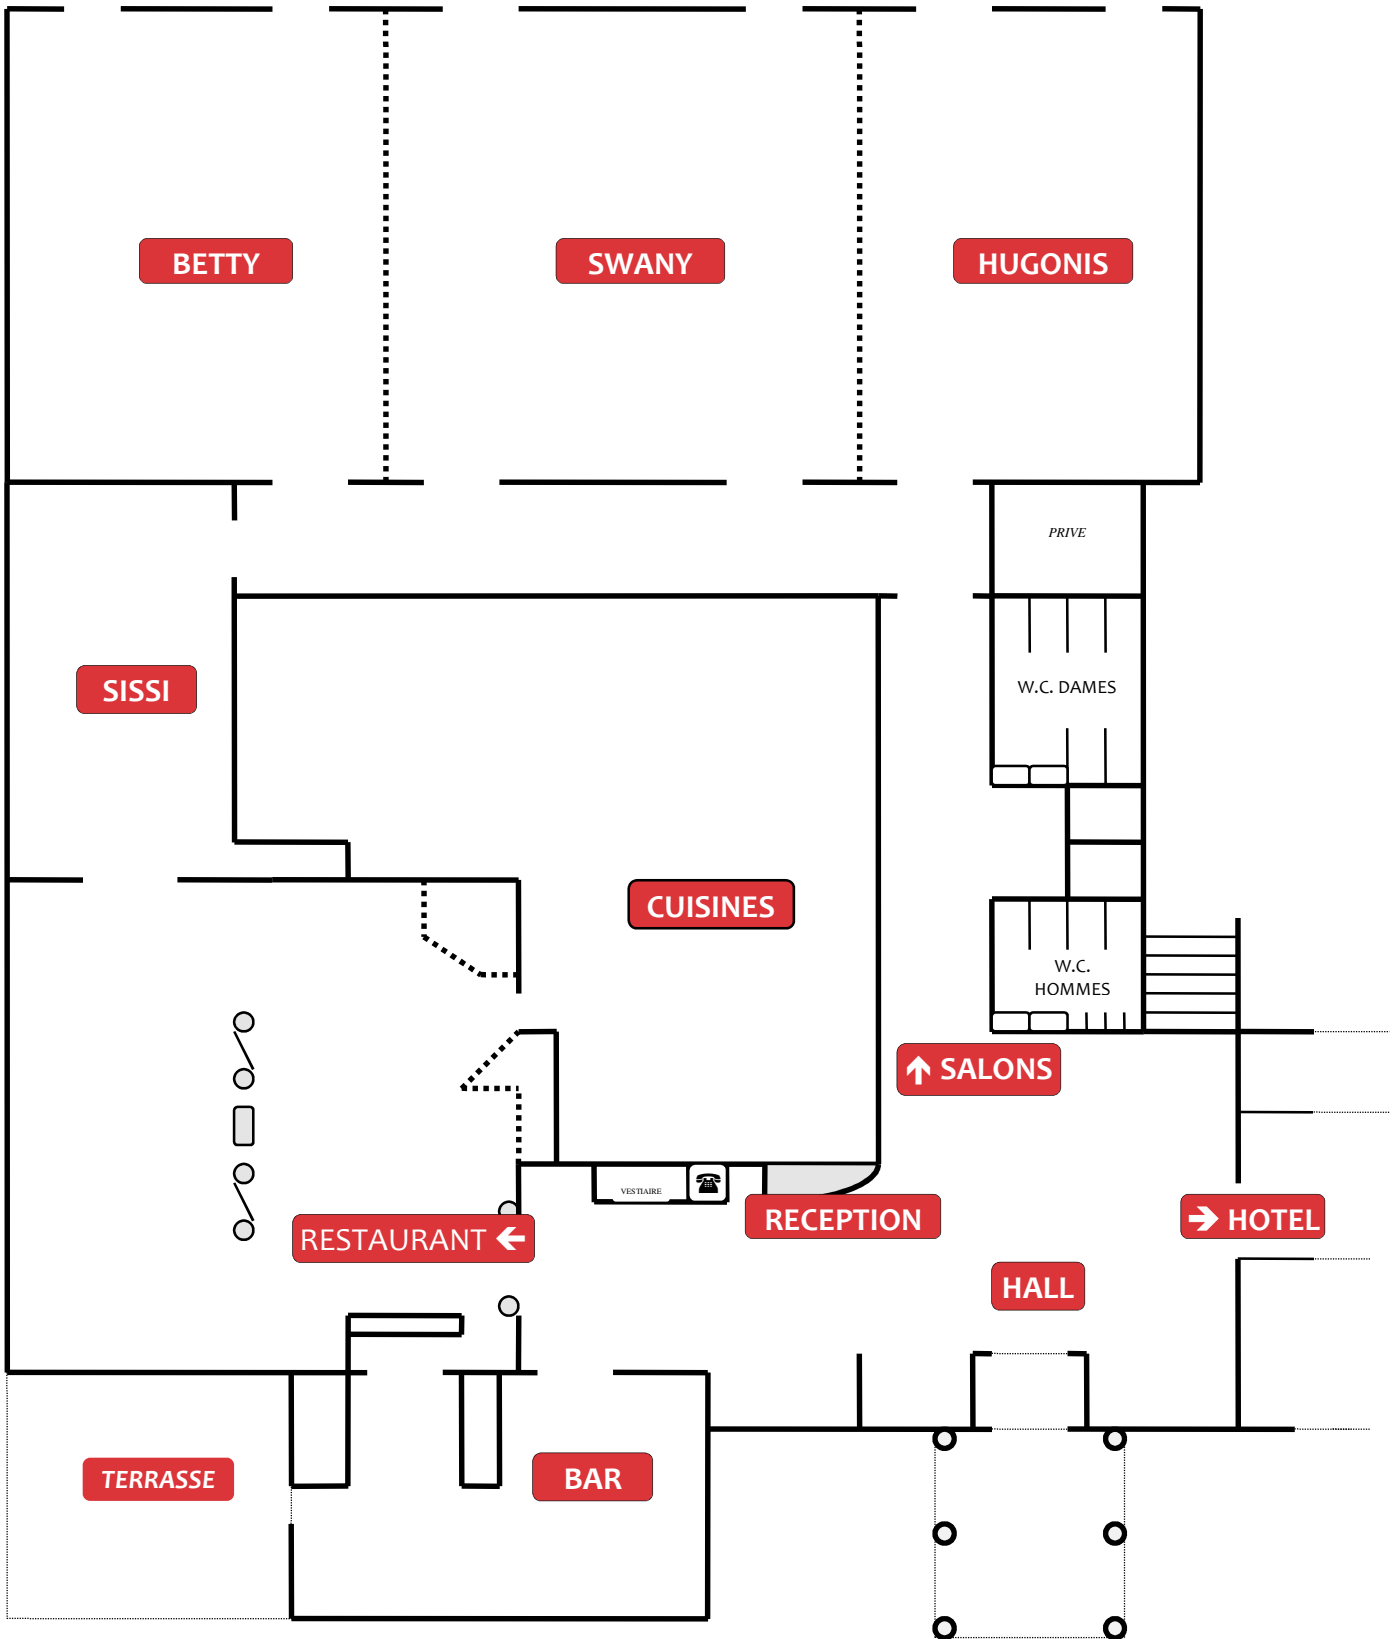 BETTY
SWANY
HUGONIS
PRIVE
SISSI
W.C. DAMES
CUISINES
W.C.
HOMMES
SALONS
VESTIAIRE
RECEPTION
HOTEL
RESTAURANT
HALL
TERRASSE
BAR